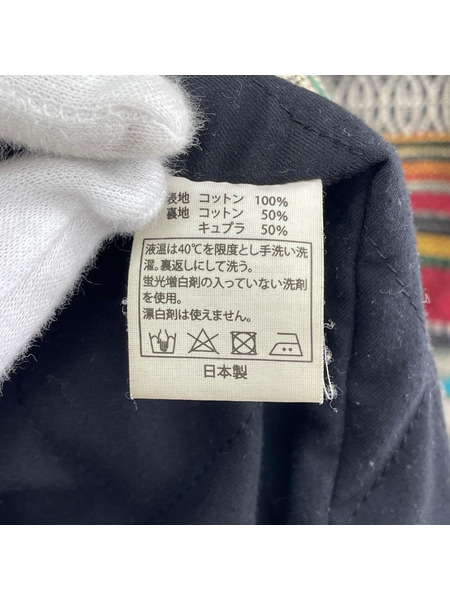 表地 コットン 100%
裏地 コットン 50%
キュプラ 50%
液温は40℃を限度とし手洗い洗
濯。裏返しにして洗う。
蛍光増白剤の入っていない洗剤
を使用。
漂白剤は使えません。
日本製